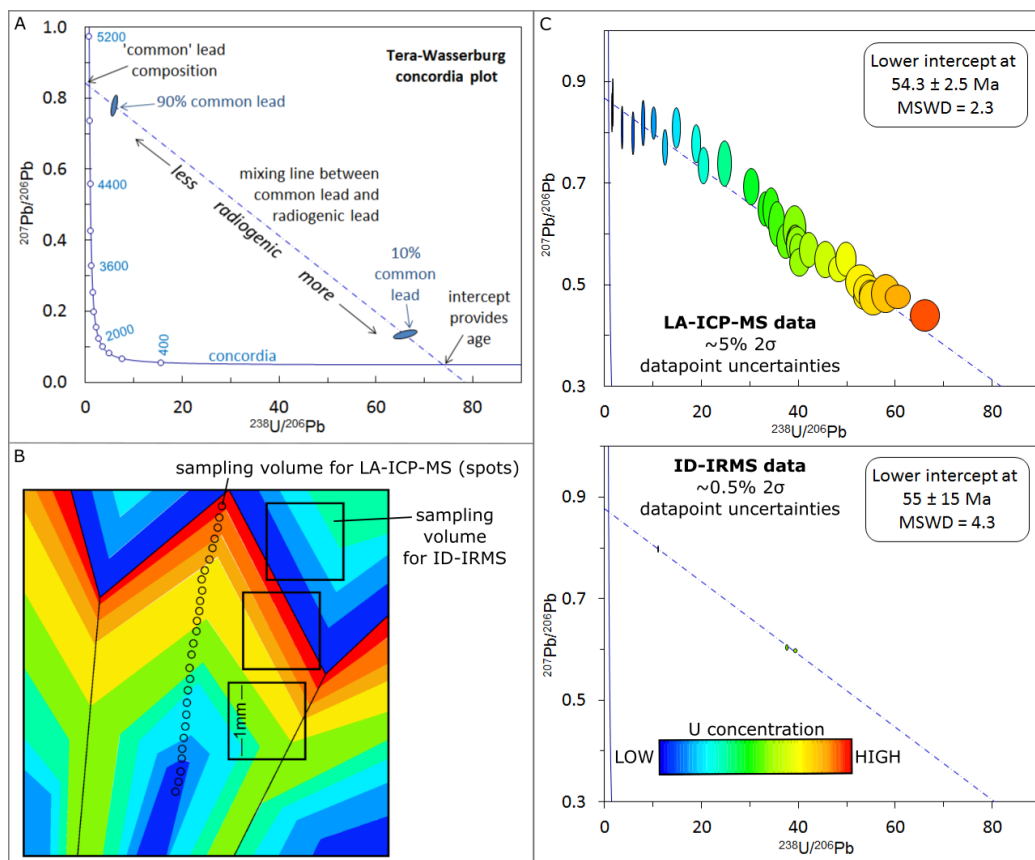 A
1.0
0.8
0.6
0.4
0.2
0.0
²⁰⁷Pb/²⁰⁶Pb
5200
'common' lead
composition
Tera-Wasserburg
concordia plot
90% common lead
4400
mixing line between
common lead and
radiogenic lead
less
radiogenic
more
3600
10%
common
lead
intercept
provides
age
2000
400
concordia
0
20
40
60
80
²³⁸U/²⁰⁶Pb
B
sampling volume for LA-ICP-MS (spots)
sampling
volume
for ID-IRMS
1mm
C
Lower intercept at
54.3 ± 2.5 Ma
MSWD = 2.3
0.9
0.7
0.5
0.3
²⁰⁷Pb/²⁰⁶Pb
LA-ICP-MS data
~5% 2σ
datapoint uncertainties
0
20
40
60
80
²³⁸U/²⁰⁶Pb
ID-IRMS data
~0.5% 2σ
datapoint uncertainties
Lower intercept at
55 ± 15 Ma
MSWD = 4.3
0.9
0.7
0.5
0.3
²⁰⁷Pb/²⁰⁶Pb
U concentration
LOW
HIGH
0
20
40
60
80
²³⁸U/²⁰⁶Pb